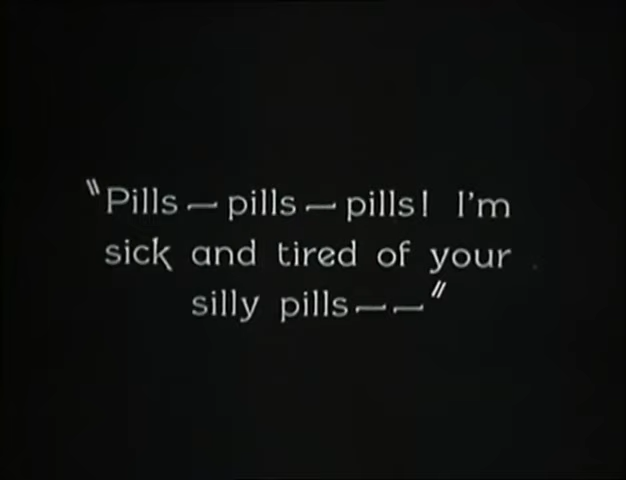 "Pills — pills — pills! I'm
sick and tired of your
silly pills — —"